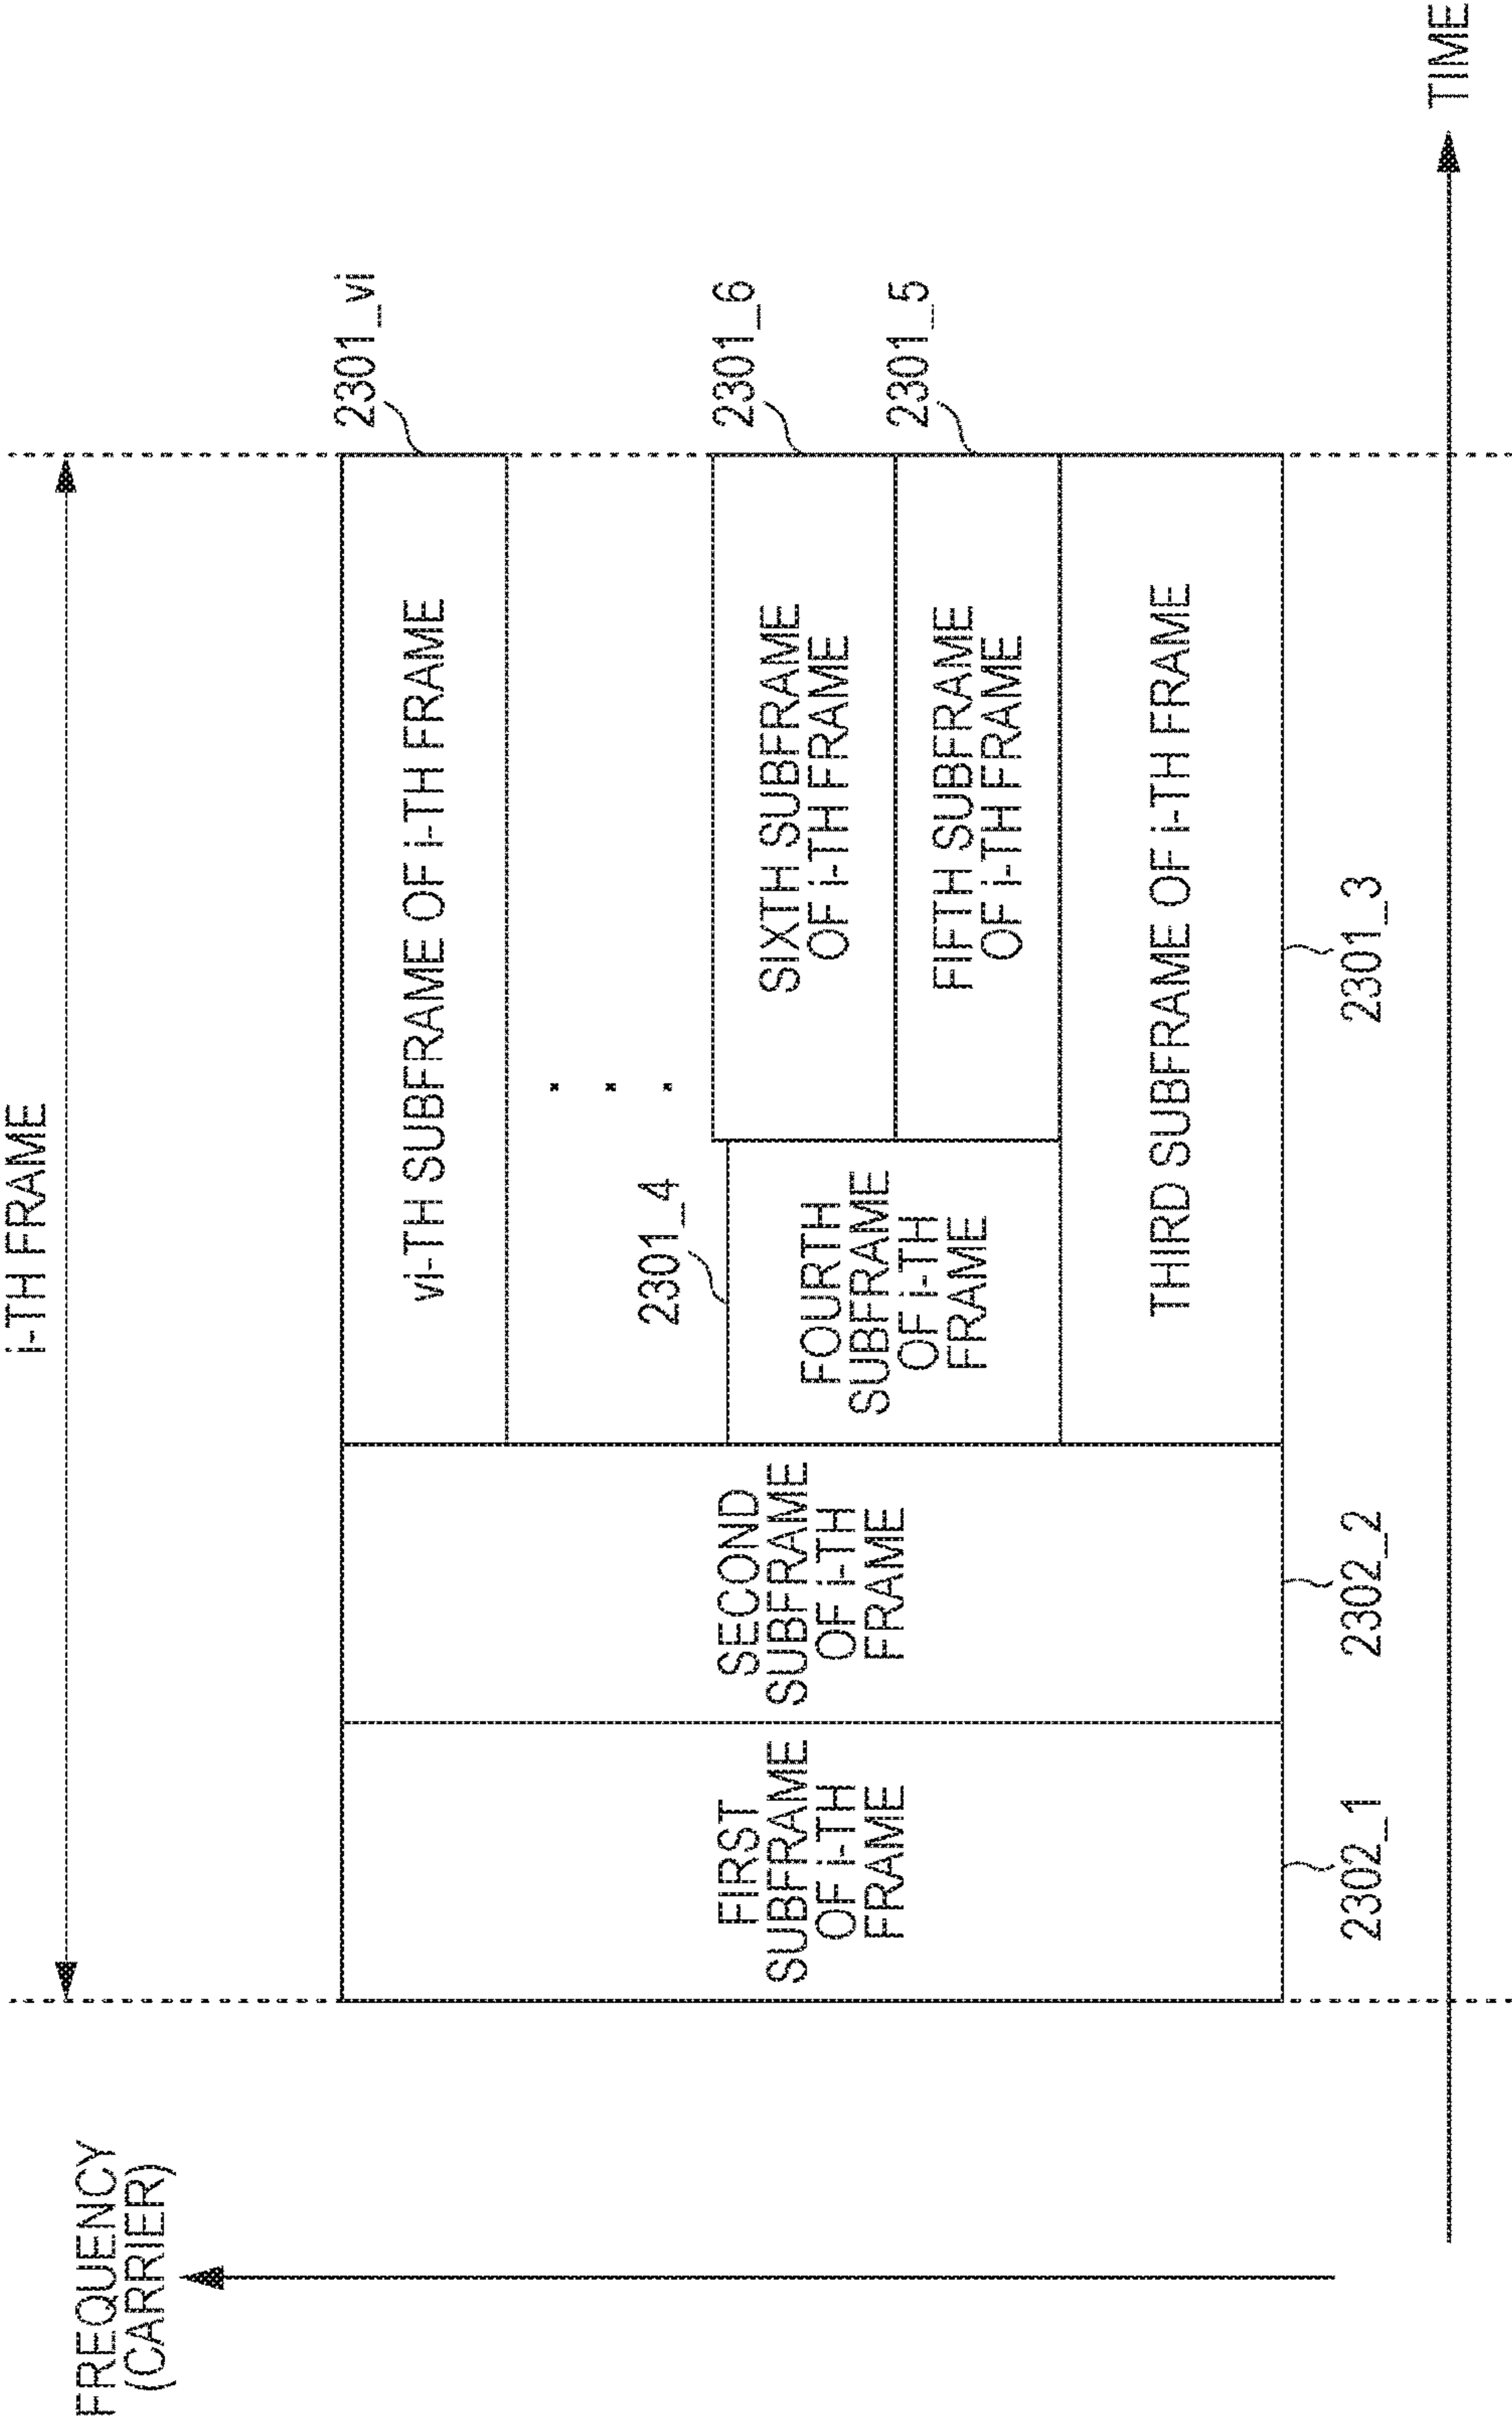 i-TH FRAME
FREQUENCY
(CARRIER)
2301_vi
vi-TH SUBFRAME OF i-TH FRAME
2301_6
2301_4
SIXTH SUBFRAME
OF i-TH FRAME
2301_5
FIRST
SUBFRAME
OF i-TH
FRAME
SECOND
SUBFRAME
OF i-TH
FRAME
FOURTH
SUBFRAME
OF i-TH
FRAME
FIFTH SUBFRAME
OF i-TH FRAME
THIRD SUBFRAME OF i-TH FRAME
2302_1
2302_2
2301_3
TIME